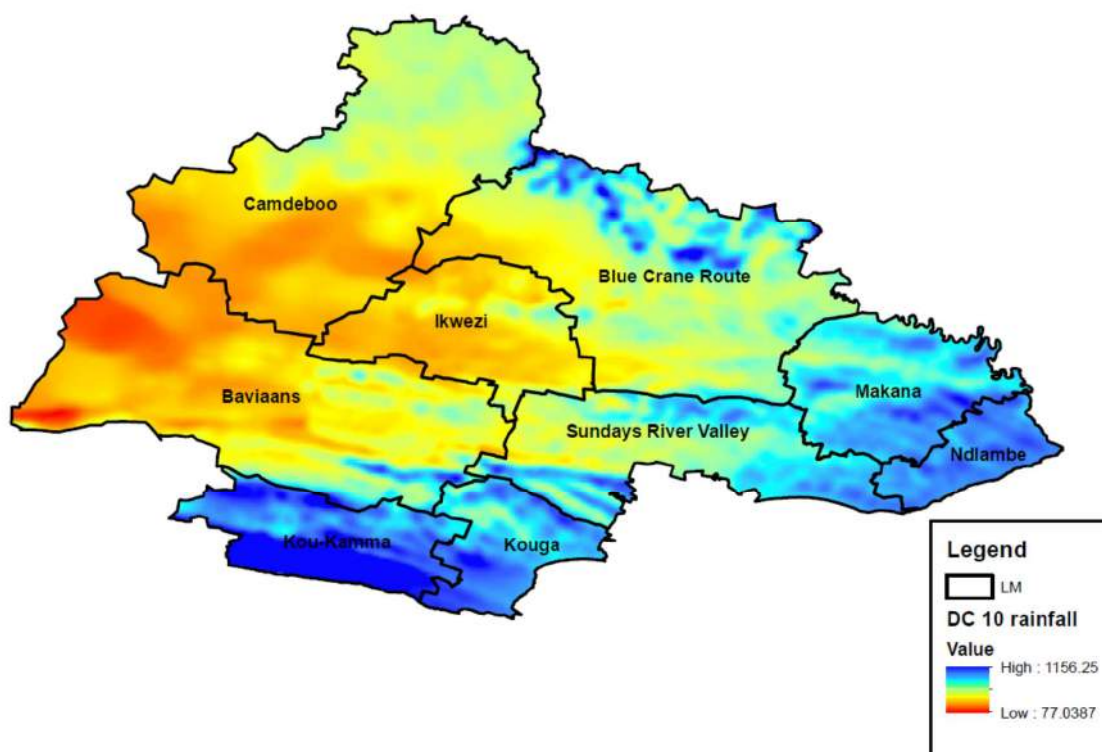 Camdeboo
Blue Crane Route
Ikwezi
Baviaans
Makana
Sundays River Valley
Ndlambe
Kou-Kamma
Kouga
Legend
LM
DC 10 rainfall
Value
High : 1156.25
Low : 77.0387